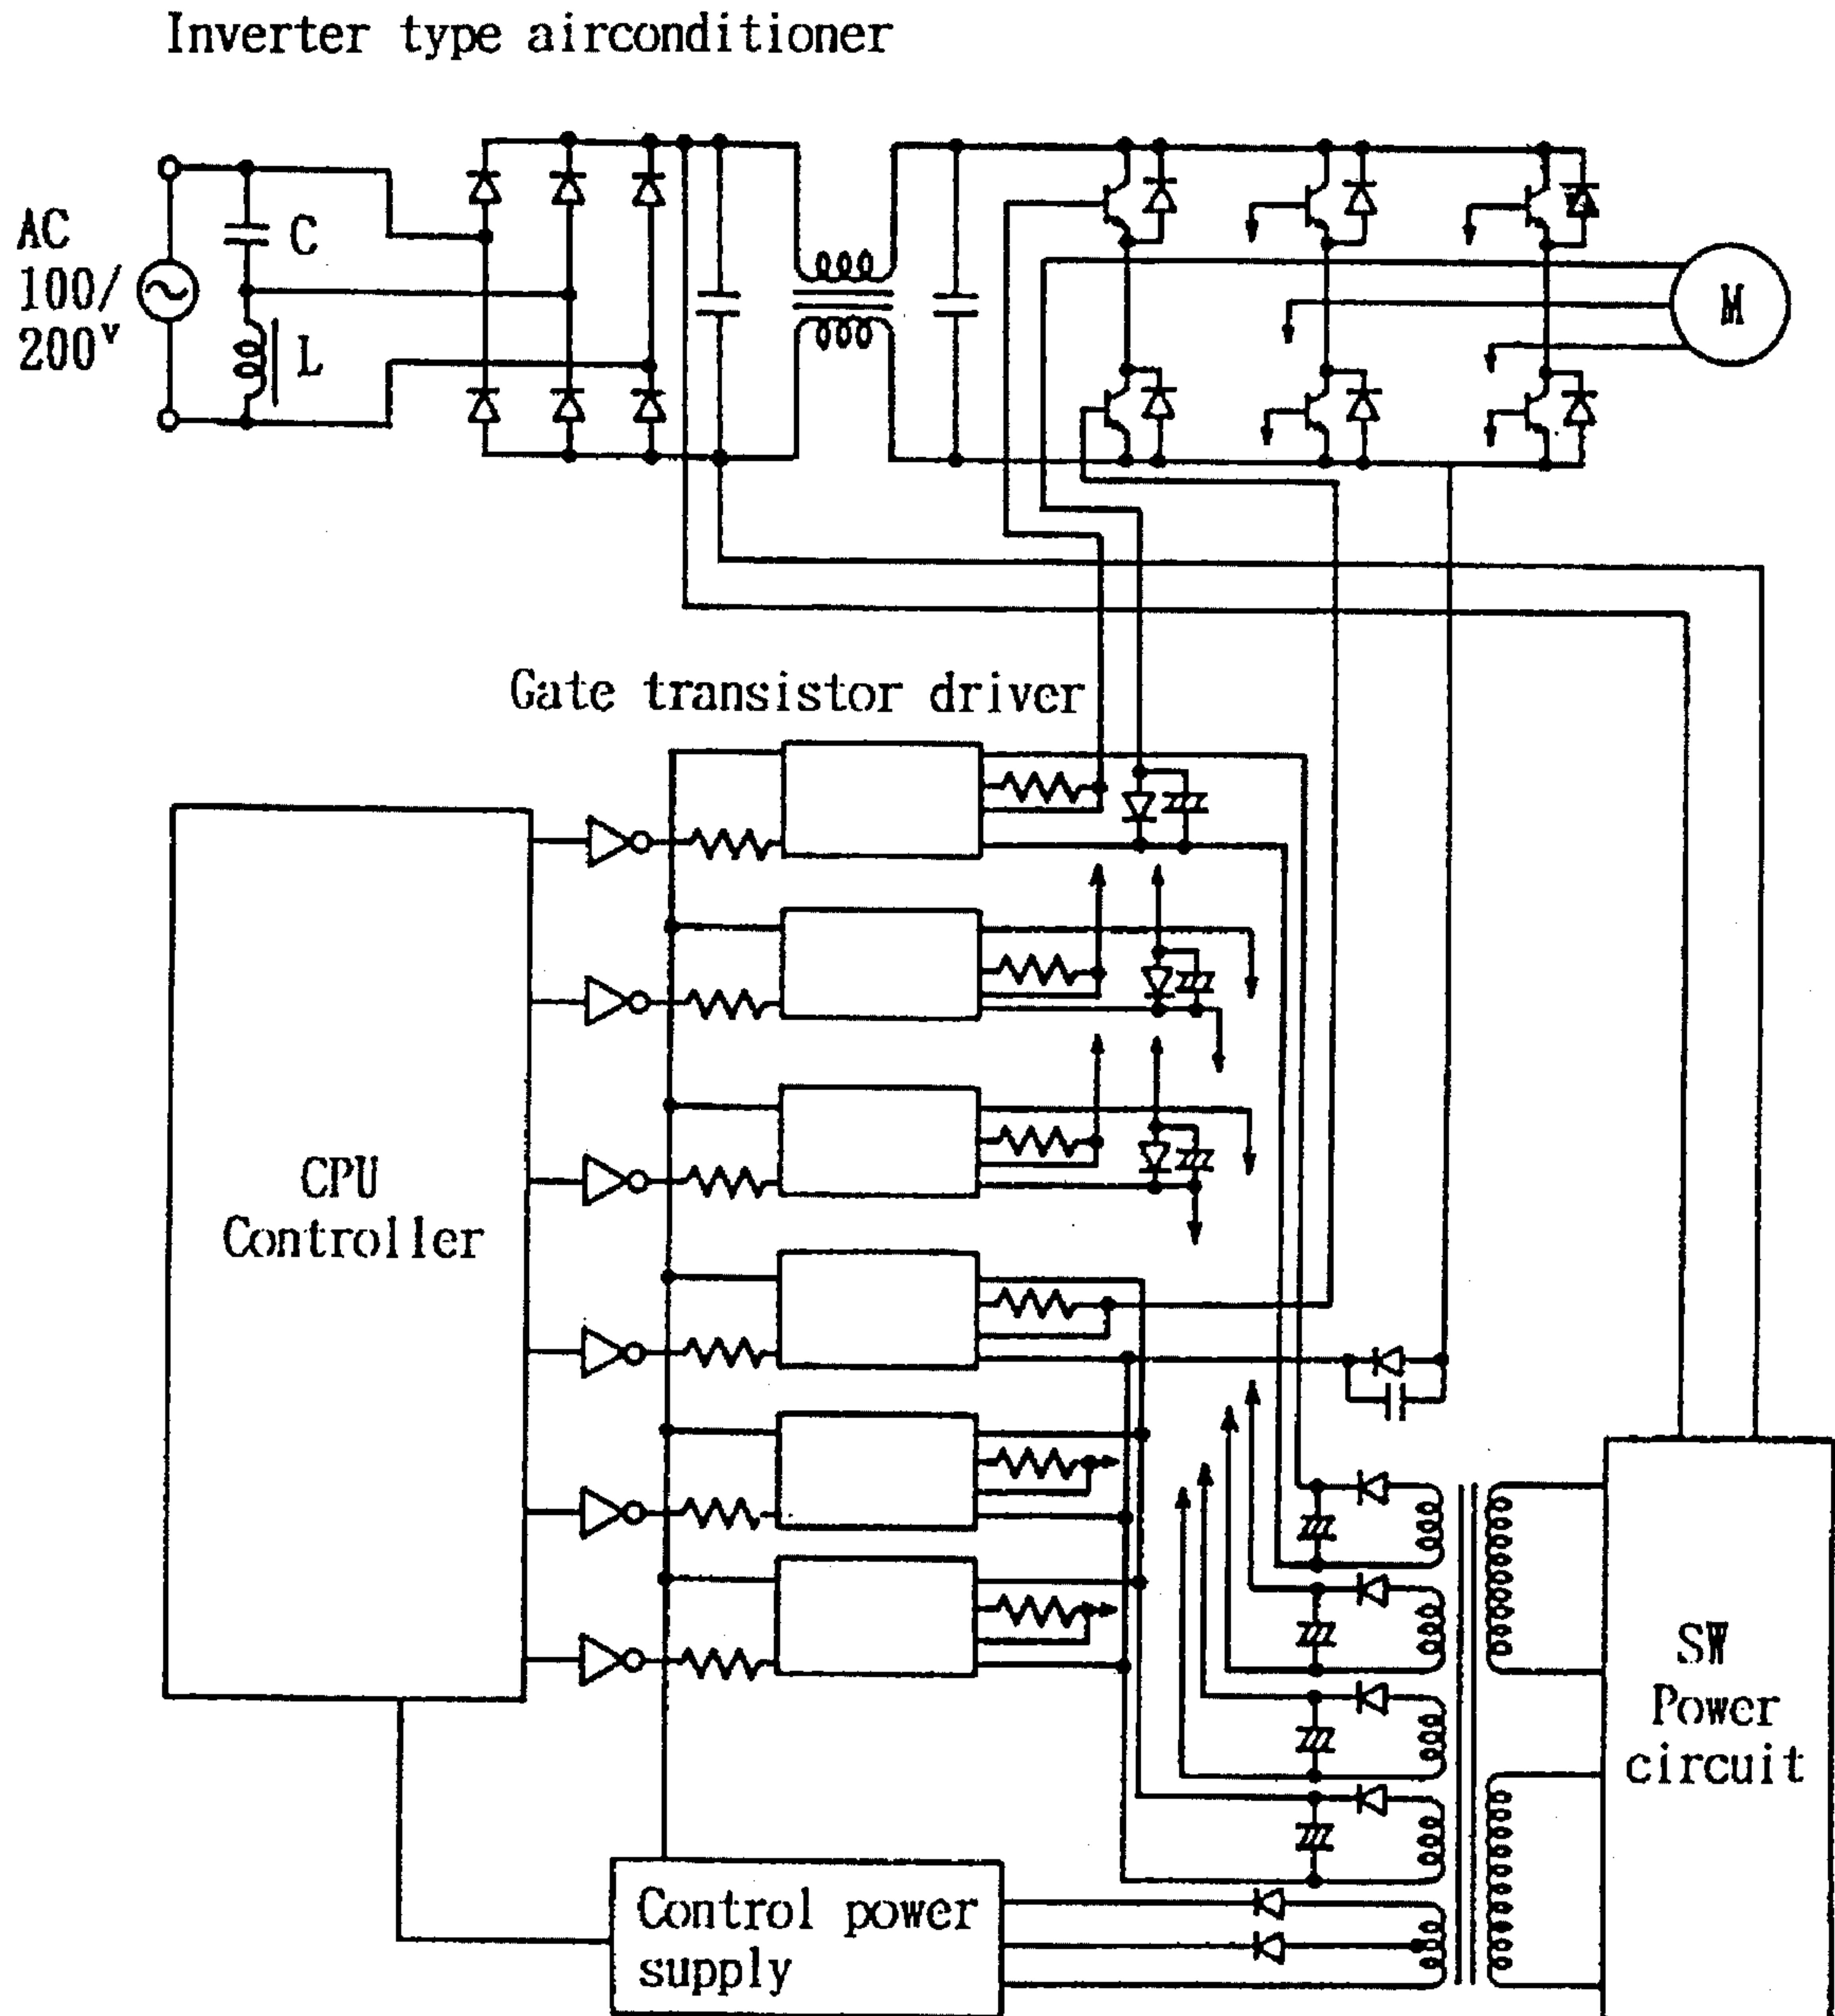 Inverter type airconditioner
AC
100/
200V
C
L
M
Gate transistor driver
CPU
Controller
SW
Power
circuit
Control power
supply